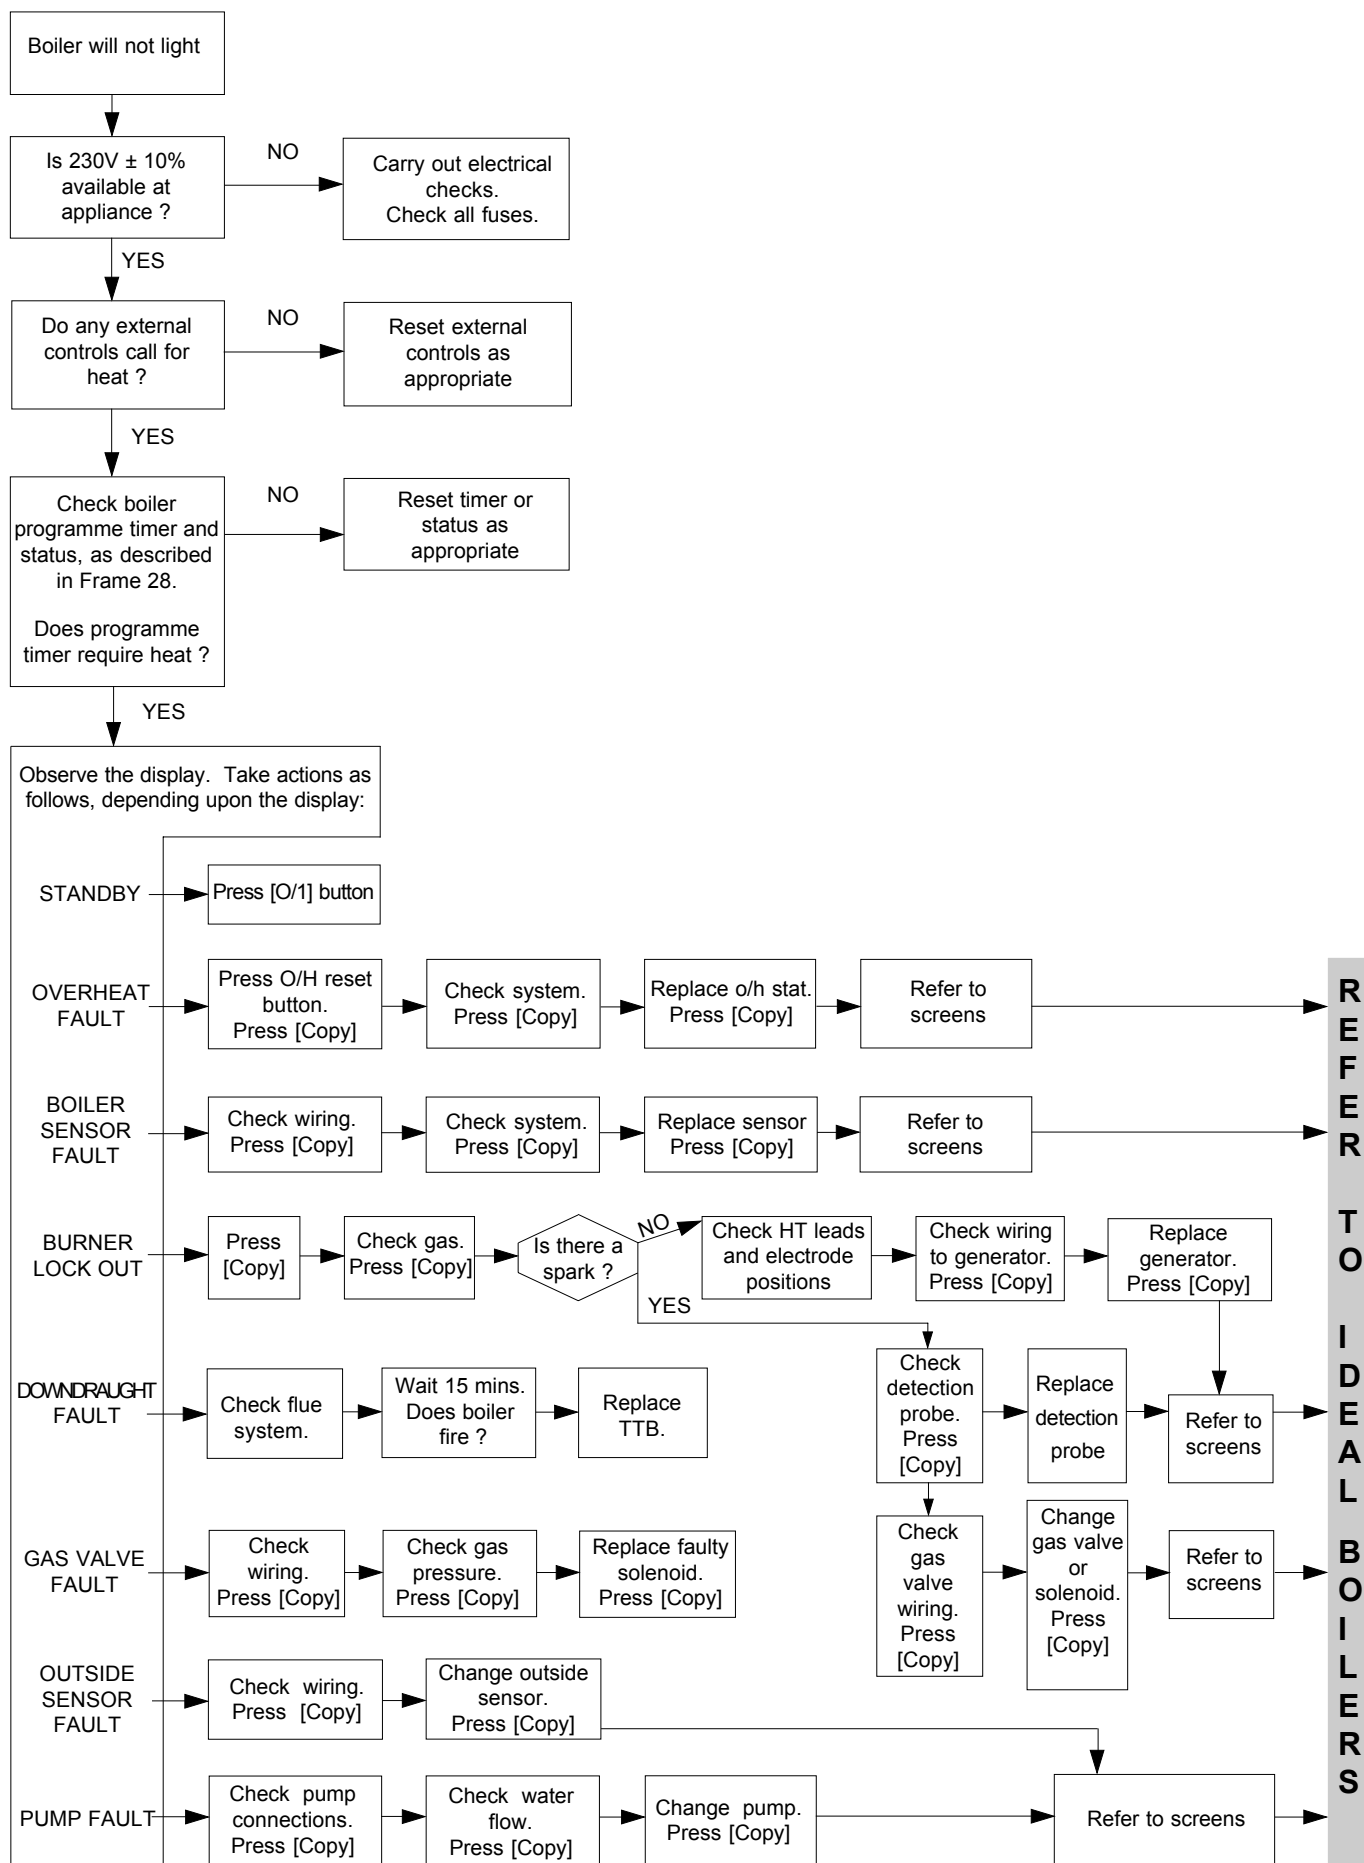 Boiler will not light
Is 230V ± 10%
available at
appliance ?
NO
Carry out electrical
checks.
Check all fuses.
YES
Do any external
controls call for
heat ?
NO
Reset external
controls as
appropriate
YES
Check boiler
programme timer and
status, as described
in Frame 28.
Does programme
timer require heat ?
NO
Reset timer or
status as
appropriate
YES
Observe the display. Take actions as
follows, depending upon the display:
STANDBY
Press [O/1] button
OVERHEAT
FAULT
Press O/H reset
button.
Press [Copy]
Check system.
Press [Copy]
Replace o/h stat.
Press [Copy]
Refer to
screens
BOILER
SENSOR
FAULT
Check wiring.
Press [Copy]
Check system.
Press [Copy]
Replace sensor
Press [Copy]
Refer to
screens
BURNER
LOCK OUT
Press
[Copy]
Check gas.
Press [Copy]
Is there a
spark ?
NO
Check HT leads
and electrode
positions
Check wiring
to generator.
Press [Copy]
Replace
generator.
Press [Copy]
YES
Check
detection
probe.
Press
[Copy]
Replace
detection
probe
Refer to
screens
DOWNDRAUGHT
FAULT
Check flue
system.
Wait 15 mins.
Does boiler
fire ?
Replace
TTB.
Check
gas
valve
wiring.
Press
[Copy]
Change
gas valve
or
solenoid.
Press
[Copy]
Refer to
screens
GAS VALVE
FAULT
Check
wiring.
Press [Copy]
Check gas
pressure.
Press [Copy]
Replace faulty
solenoid.
Press [Copy]
OUTSIDE
SENSOR
FAULT
Check wiring.
Press [Copy]
Change outside
sensor.
Press [Copy]
PUMP FAULT
Check pump
connections.
Press [Copy]
Check water
flow.
Press [Copy]
Change pump.
Press [Copy]
Refer to screens
REFER TO IDEAL BOILERS